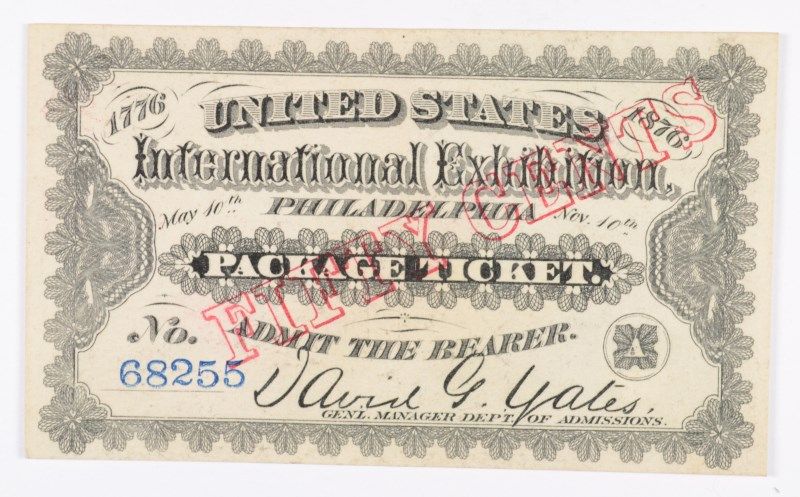 1776
UNITED STATES
1876
International Exhibition,
May 10th PHILADELPHIA Nov. 10th
PACKAGE TICKET.
FIFTY CENTS
No. ADMIT THE BEARER.
68255
A
David G. Yates,
GENL. MANAGER DEPT. OF ADMISSIONS.